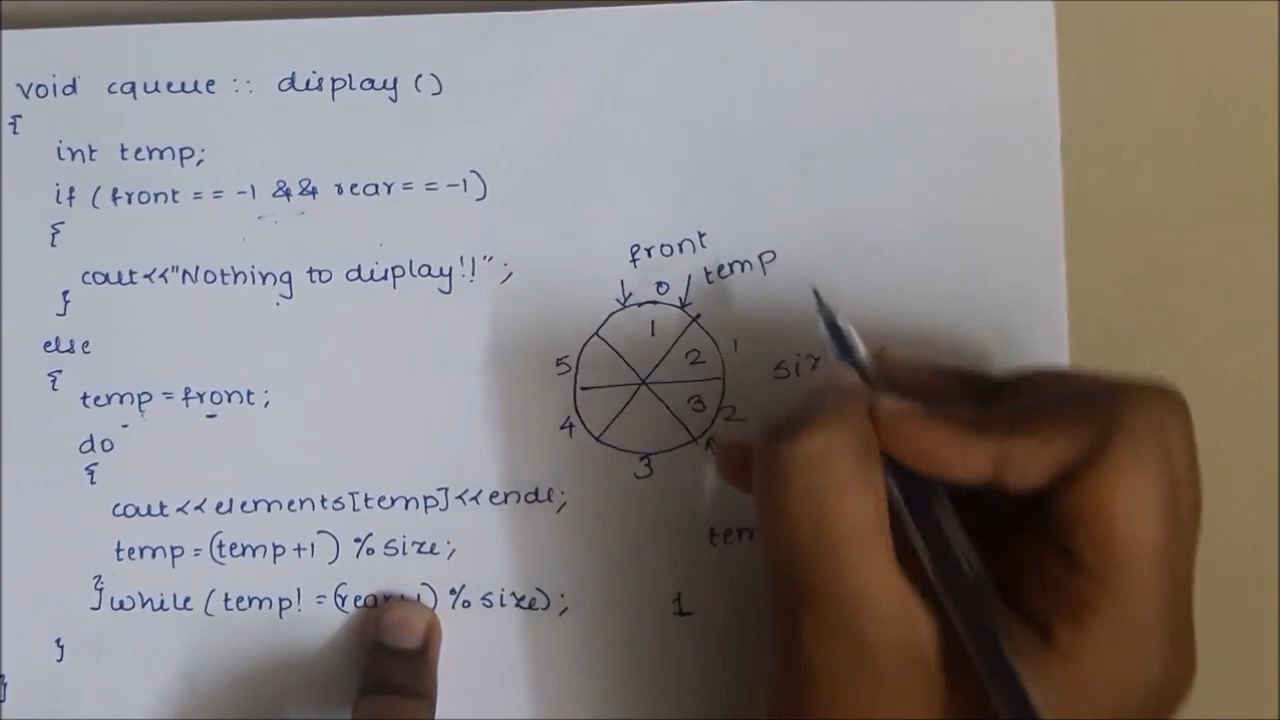 void cqueue :: display ()
{
int temp;
if (front == -1 && rear == -1)
{
cout<<"Nothing to display!!";
}
else
{
temp = front;
do
{
cout<<elements[temp]<<endl;
temp = (temp+1) % size;
}while (temp! = (rear+1) % size);
}
}
front
temp
0
1
5
2
1
3
4
2
3
1